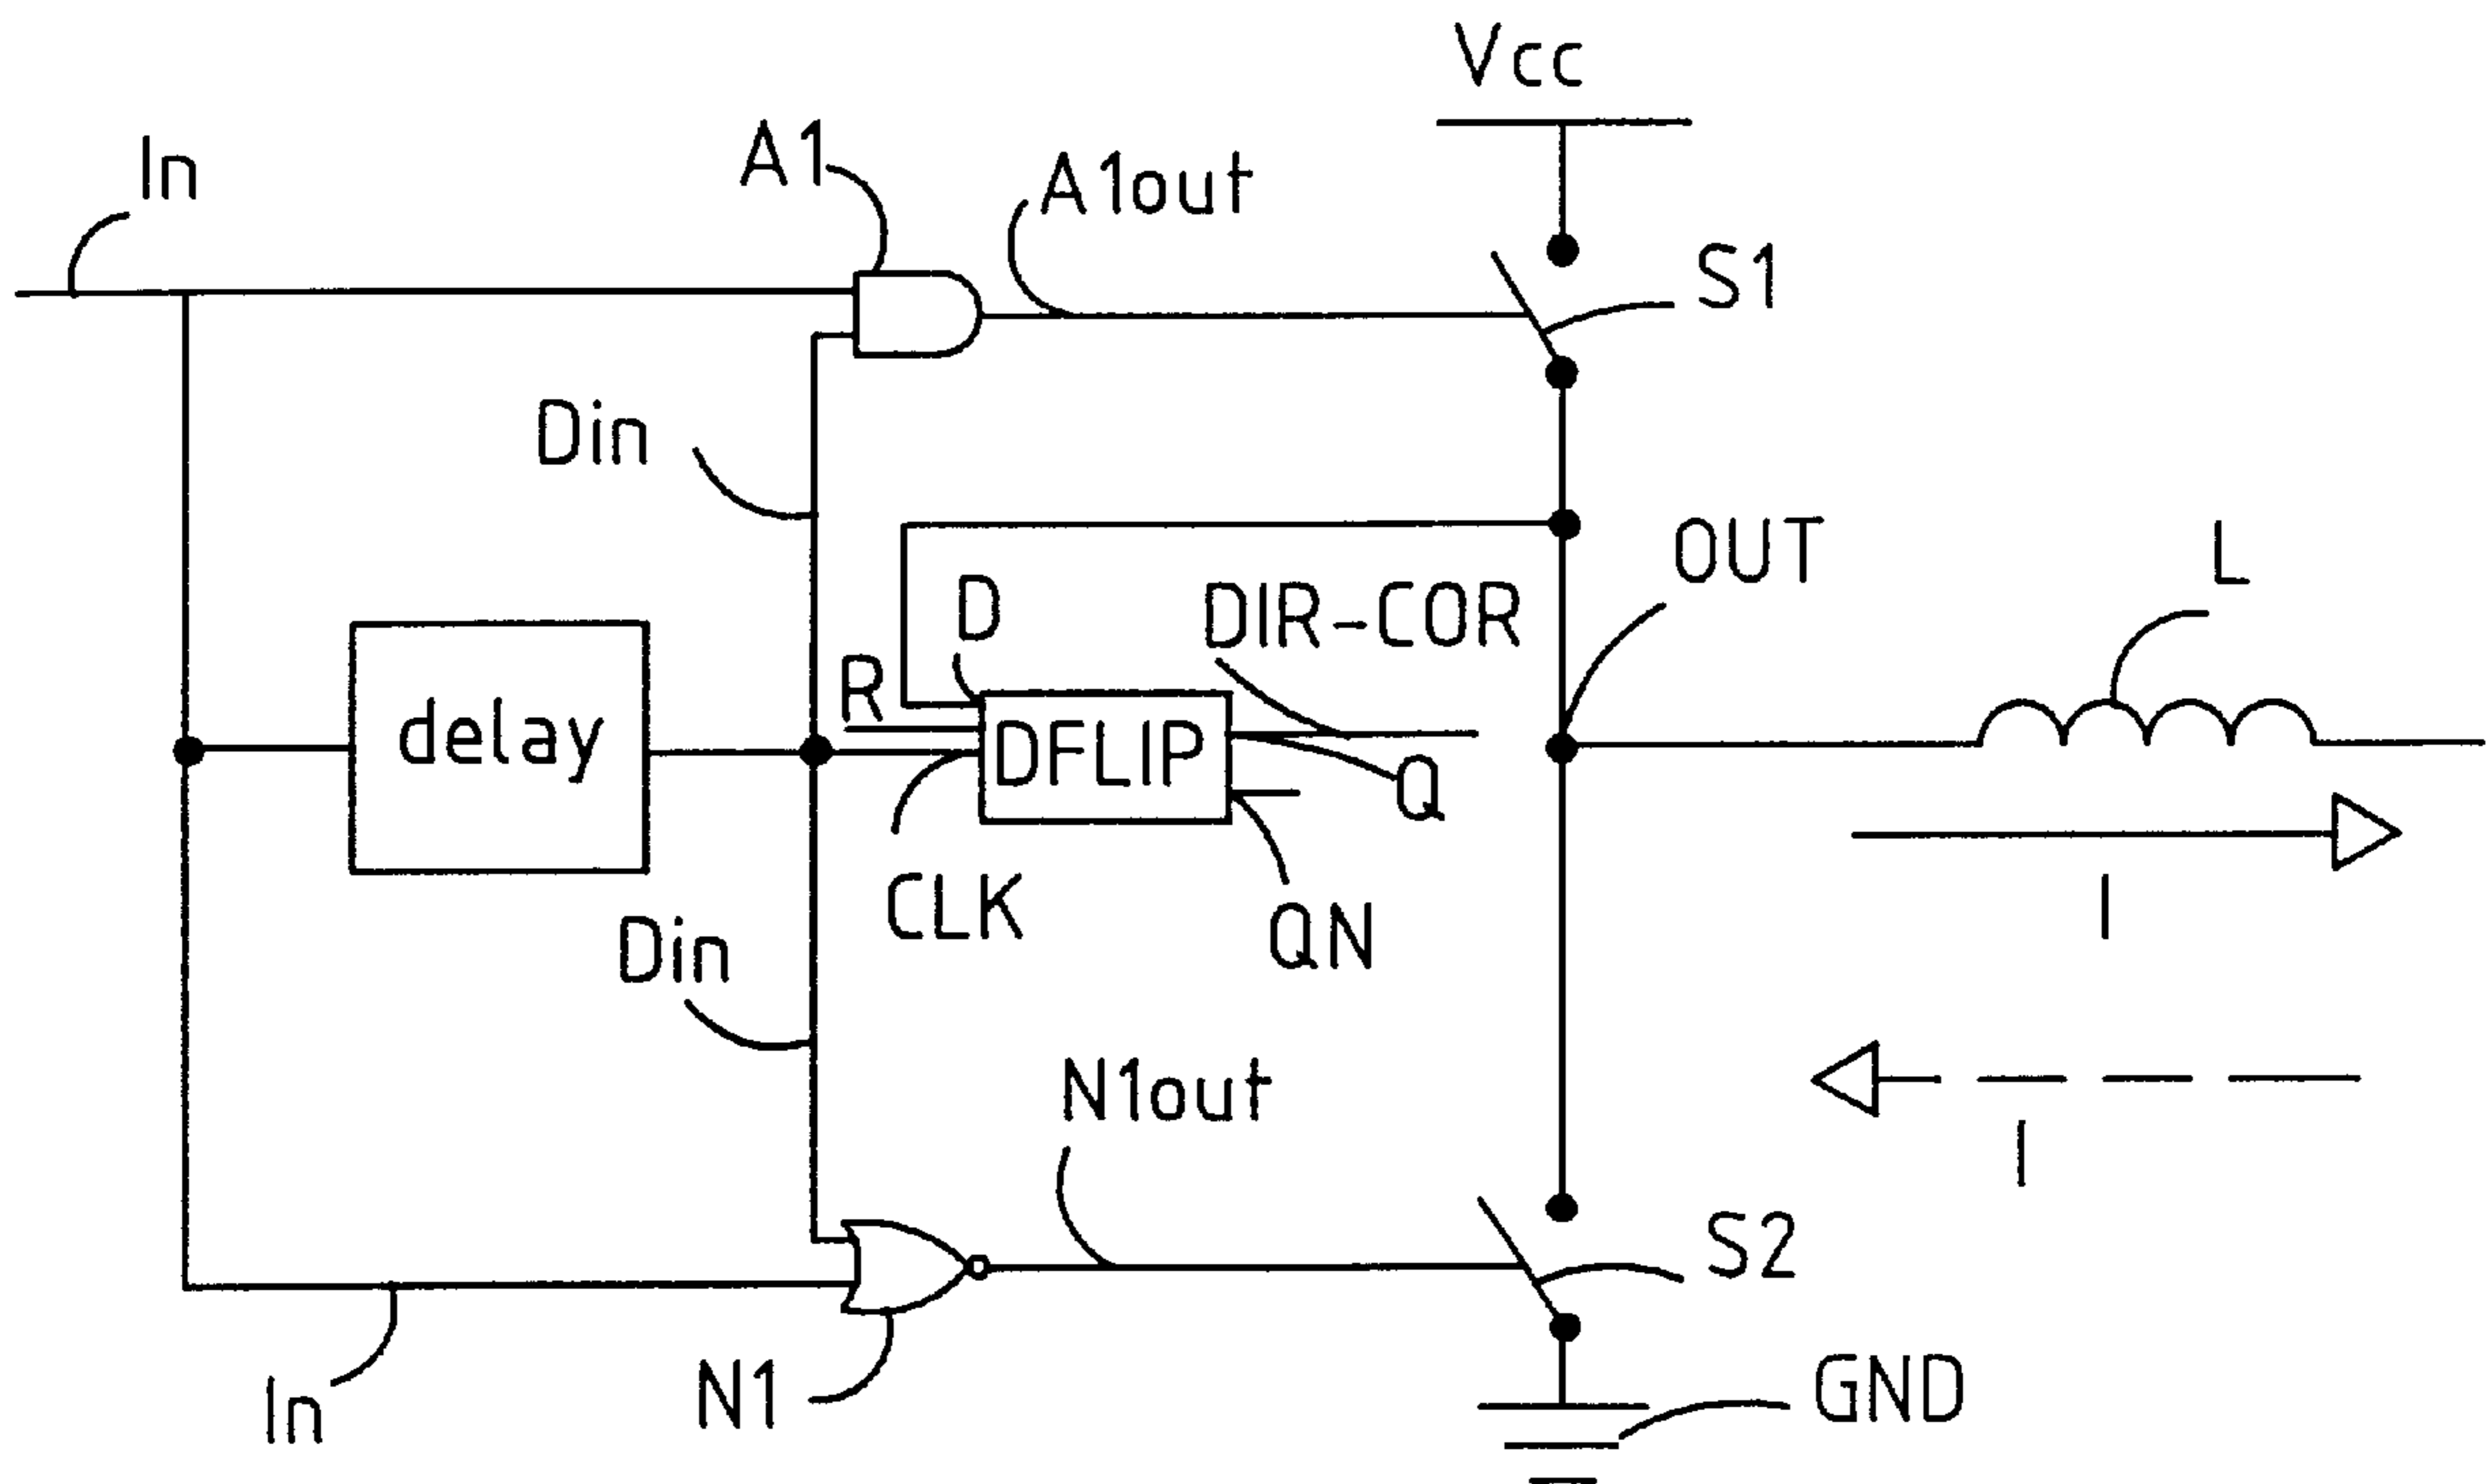 Vcc
In
A1
A1out
S1
Din
OUT
L
D
DIR-COR
R
delay
DFLIP
Q
CLK
I
QN
Din
N1out
I
S2
N1
GND
In